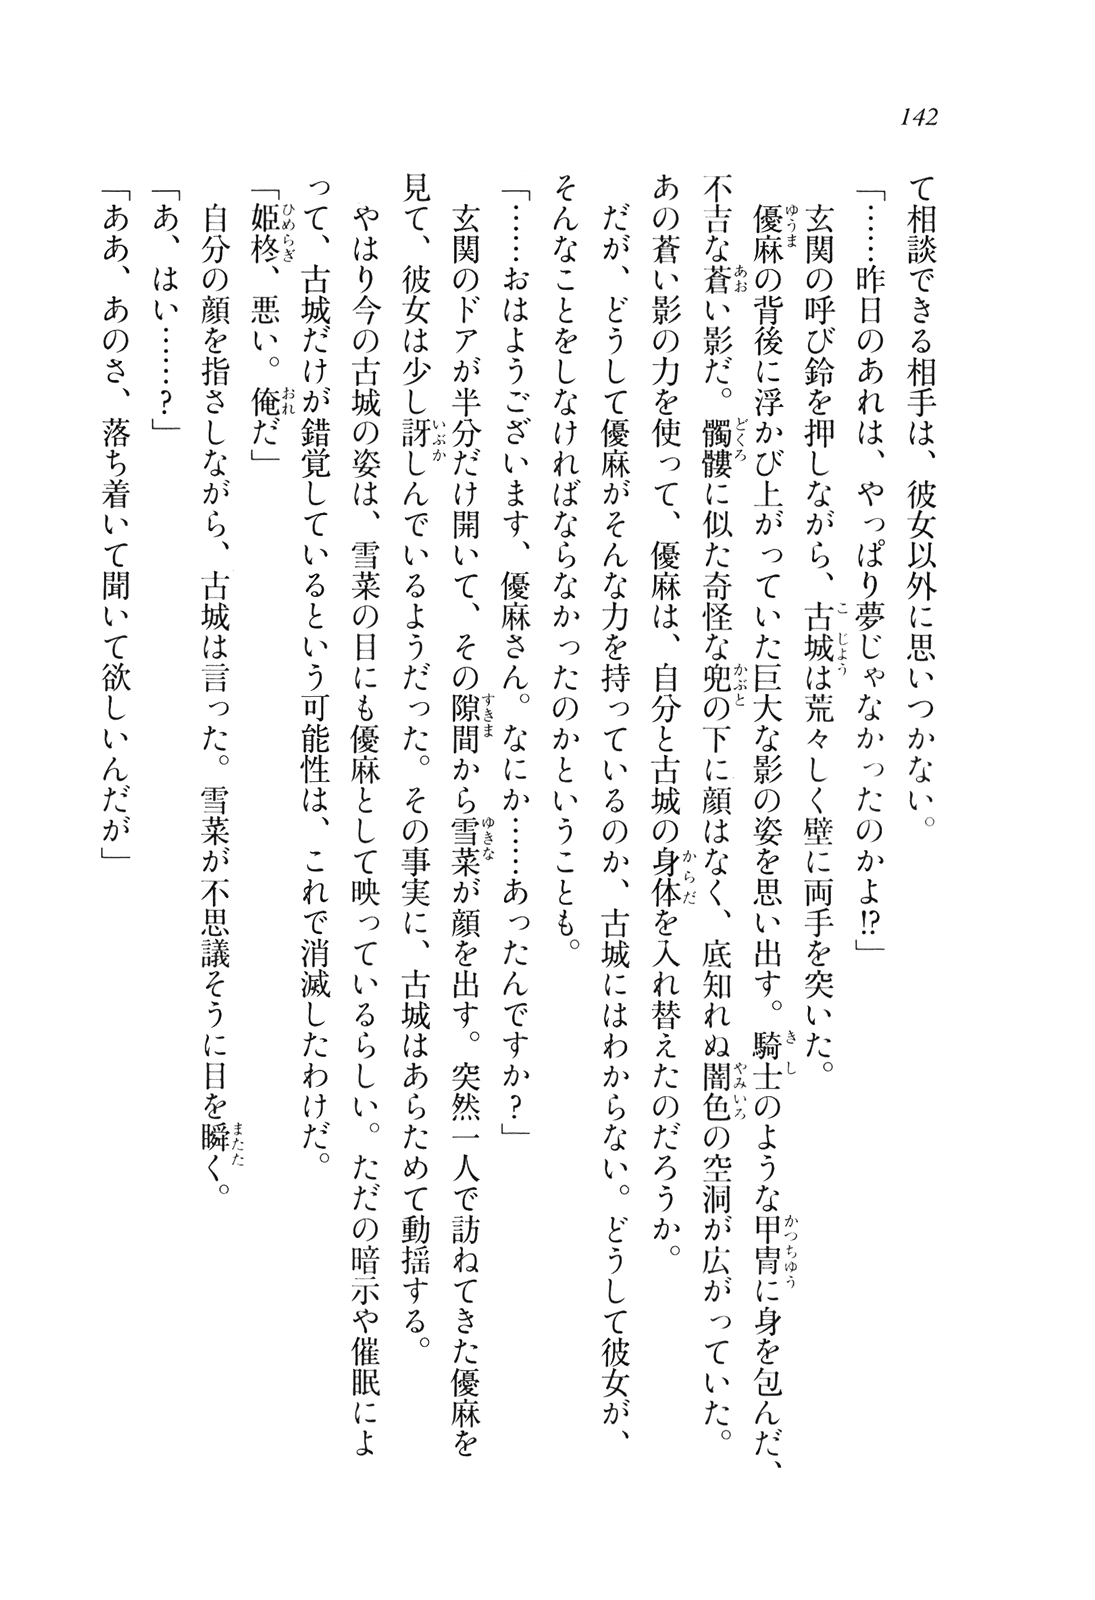 142
て相談できる相手は、彼女以外に思いつかない。
「……昨日のあれは、やっぱり夢じゃなかったのかよ!?」
玄関の呼び鈴を押しながら、古城は荒々しく壁に両手を突いた。
優麻の背後に浮かび上がっていた巨大な影の姿を思い出す。騎士のような甲冑に身を包んだ、
不吉な蒼い影だ。髑髏に似た奇怪な兜の下に顔はなく、底知れぬ闇色の空洞が広がっていた。
あの蒼い影の力を使って、優麻は、自分と古城の身体を入れ替えたのだろうか。
だが、どうして優麻がそんな力を持っているのか、古城にはわからない。どうして彼女が、
そんなことをしなければならなかったのかということも。
「……おはようございます、優麻さん。なにか……あったんですか?」
玄関のドアが半分だけ開いて、その隙間から雪菜が顔を出す。突然一人で訪ねてきた優麻を
見て、彼女は少し訝しんでいるようだった。その事実に、古城はあらためて動揺する。
やはり今の古城の姿は、雪菜の目にも優麻として映っているらしい。ただの暗示や催眠によ
って、古城だけが錯覚しているという可能性は、これで消滅したわけだ。
「姫柊、悪い。俺だ」
自分の顔を指さしながら、古城は言った。雪菜が不思議そうに目を瞬く。
「あ、はい……?」
「ああ、あのさ、落ち着いて聞いて欲しいんだが」